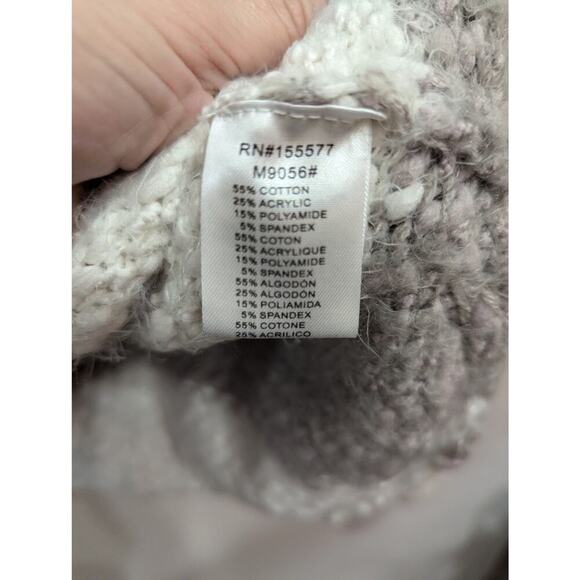 RN#155577
M9056#
55% COTTON
25% ACRYLIC
15% POLYAMIDE
5% SPANDEX
55% COTON
25% ACRYLIQUE
15% POLYAMIDE
5% SPANDEX
55% ALGODÓN
25% ALGODÓN
15% POLIAMIDA
5% SPANDEX
55% COTONE
25% ACRILICO